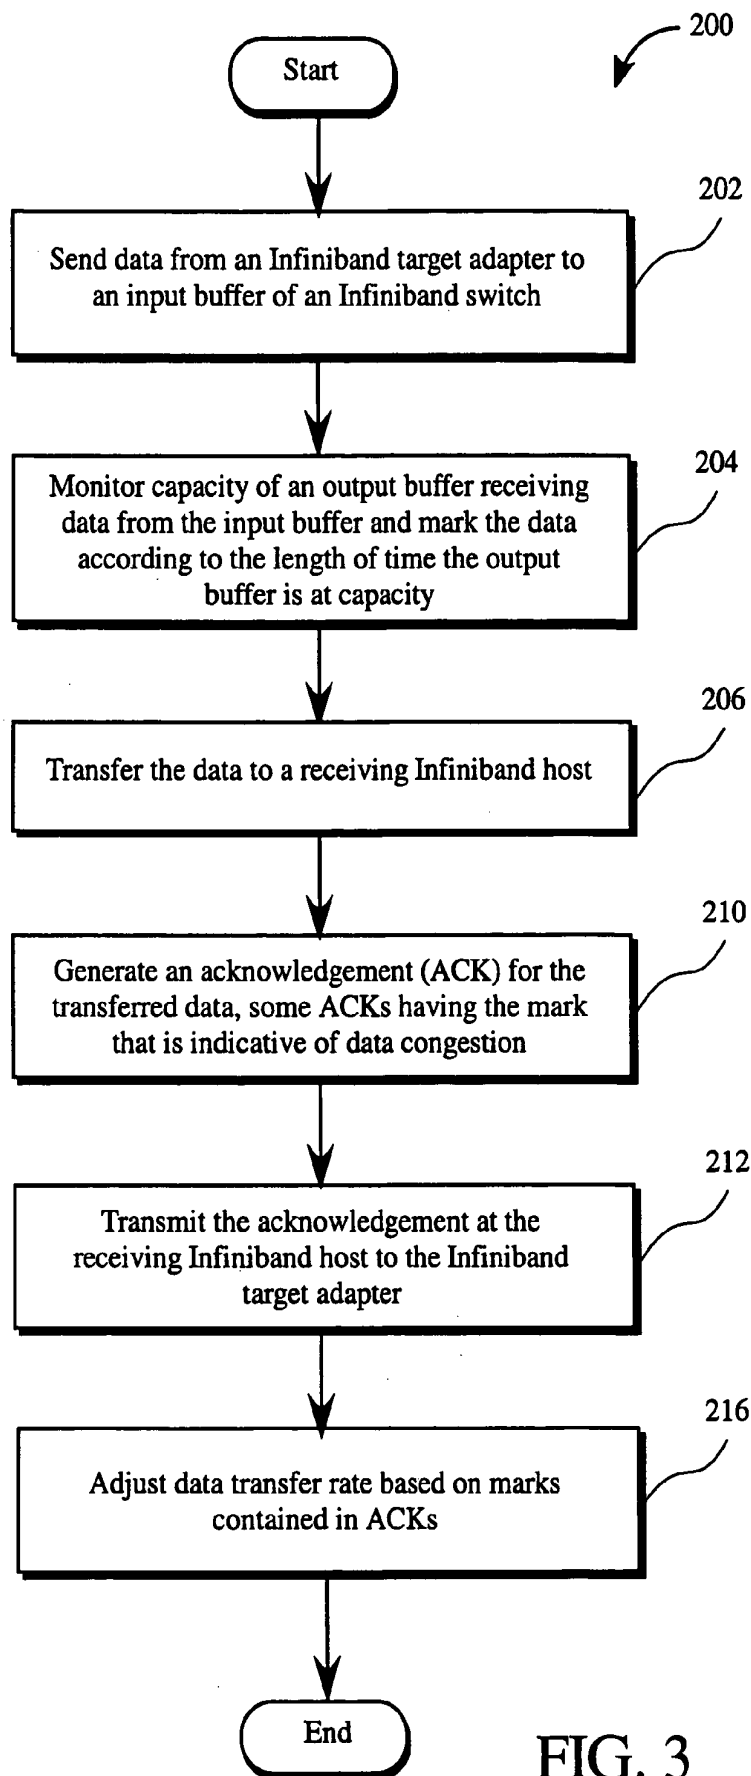 200
Start
202
Send data from an Infiniband target adapter to
an input buffer of an Infiniband switch
204
Monitor capacity of an output buffer receiving
data from the input buffer and mark the data
according to the length of time the output
buffer is at capacity
206
Transfer the data to a receiving Infiniband host
210
Generate an acknowledgement (ACK) for the
transferred data, some ACKs having the mark
that is indicative of data congestion
212
Transmit the acknowledgement at the
receiving Infiniband host to the Infiniband
target adapter
216
Adjust data transfer rate based on marks
contained in ACKs
End
FIG. 3